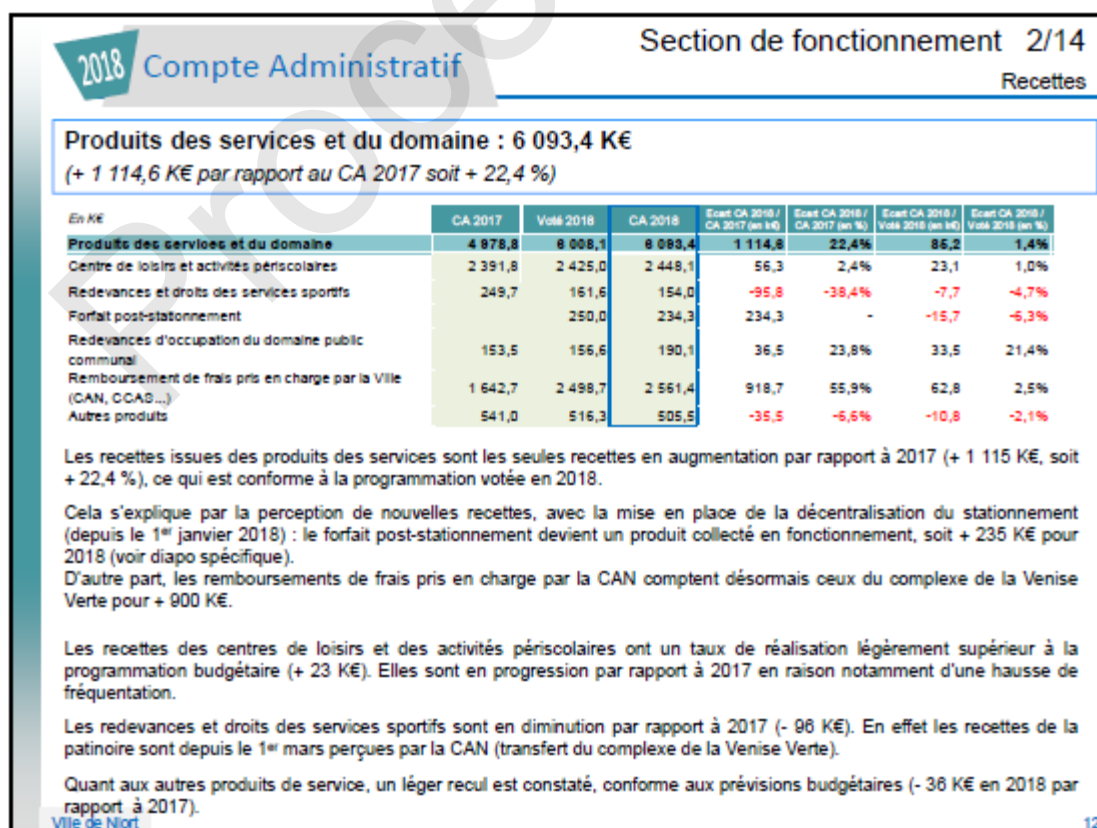 Section de fonctionnement 2/14
2018 Compte Administratif
Recettes
Produits des services et du domaine : 6 093,4 K€
(+ 1 114,6 K€ par rapport au CA 2017 soit + 22,4 %)
En K€ CA 2017 Voté 2018 CA 2018 Ecart CA 2018 / CA 2017 (en k€) Ecart CA 2018 / CA 2017 (en %) Ecart CA 2018 / Voté 2018 (en k€) Ecart CA 2018 / Voté 2018 (en %)
Produits des services et du domaine 4 978,8 6 008,1 6 093,4 1 114,6 22,4% 85,2 1,4%
Centre de loisirs et activités périscolaires 2 391,8 2 425,0 2 448,1 56,3 2,4% 23,1 1,0%
Redevances et droits des services sportifs 249,7 161,6 154,0 -95,8 -38,4% -7,7 -4,7%
Forfait post-stationnement 250,0 234,3 234,3 - -15,7 -6,3%
Redevances d'occupation du domaine public
communal 153,5 156,6 190,1 36,5 23,8% 33,5 21,4%
Remboursement de frais pris en charge par la Ville
(CAN, CCAS...) 1 642,7 2 498,7 2 561,4 918,7 55,9% 62,8 2,5%
Autres produits 541,0 516,3 505,5 -35,5 -6,6% -10,8 -2,1%
Les recettes issues des produits des services sont les seules recettes en augmentation par rapport à 2017 (+ 1 115 K€, soit
+ 22,4 %), ce qui est conforme à la programmation votée en 2018.
Cela s'explique par la perception de nouvelles recettes, avec la mise en place de la décentralisation du stationnement
(depuis le 1er janvier 2018) : le forfait post-stationnement devient un produit collecté en fonctionnement, soit + 235 K€ pour
2018 (voir diapo spécifique).
D'autre part, les remboursements de frais pris en charge par la CAN comptent désormais ceux du complexe de la Venise
Verte pour + 900 K€.
Les recettes des centres de loisirs et des activités périscolaires ont un taux de réalisation légèrement supérieur à la
programmation budgétaire (+ 23 K€). Elles sont en progression par rapport à 2017 en raison notamment d'une hausse de
fréquentation.
Les redevances et droits des services sportifs sont en diminution par rapport à 2017 (- 96 K€). En effet les recettes de la
patinoire sont depuis le 1er mars perçues par la CAN (transfert du complexe de la Venise Verte).
Quant aux autres produits de service, un léger recul est constaté, conforme aux prévisions budgétaires (- 36 K€ en 2018 par
rapport à 2017).
Ville de Niort 12
Proce